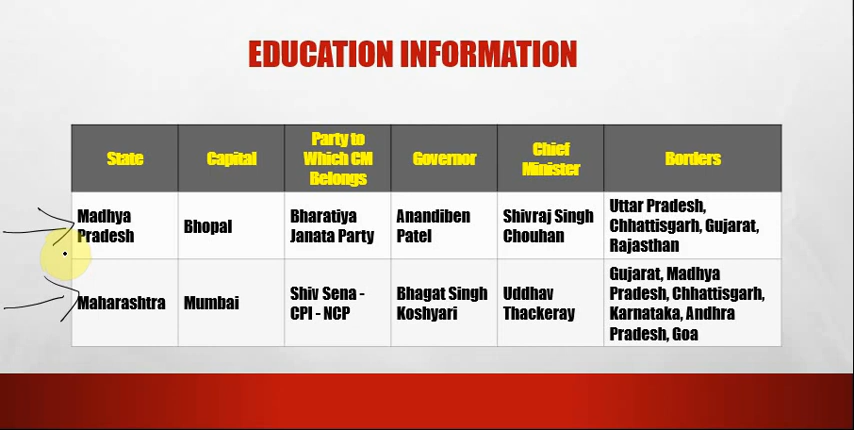 EDUCATION INFORMATION
State
Capital
Party to
Which CM
Belongs
Governor
Chief
Minister
Borders
Madhya
Pradesh
Bhopal
Bharatiya
Janata Party
Anandiben
Patel
Shivraj Singh
Chouhan
Uttar Pradesh,
Chhattisgarh, Gujarat,
Rajasthan
Maharashtra
Mumbai
Shiv Sena -
CPI - NCP
Bhagat Singh
Koshyari
Uddhav
Thackeray
Gujarat, Madhya
Pradesh, Chhattisgarh,
Karnataka, Andhra
Pradesh, Goa